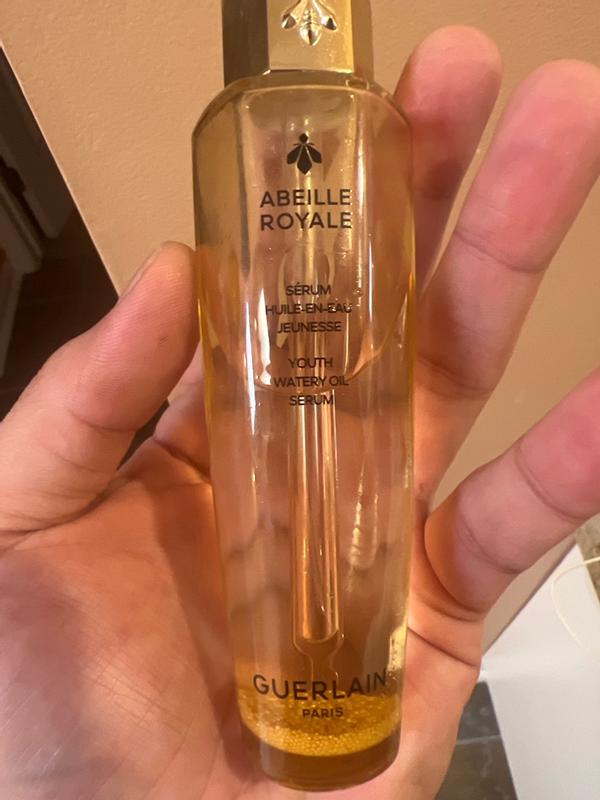 ABEILLE
ROYALE
SÉRUM
HUILE-EN-EAU
JEUNESSE
YOUTH
WATERY OIL
SERUM
GUERLAIN
PARIS